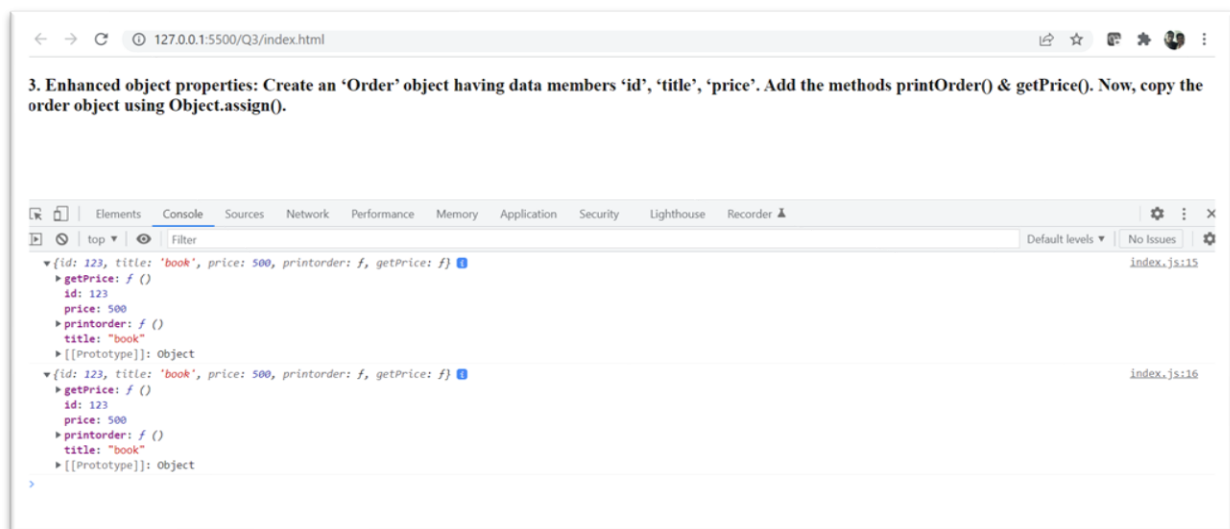 127.0.0.1:5500/Q3/index.html
3. Enhanced object properties: Create an ‘Order’ object having data members ‘id’, ‘title’, ‘price’. Add the methods printOrder() & getPrice(). Now, copy the
order object using Object.assign().
Elements Console Sources Network Performance Memory Application Security Lighthouse Recorder
top Filter Default levels No Issues
{id: 123, title: 'book', price: 500, printorder: ƒ, getPrice: ƒ} index.js:15
getPrice: ƒ ()
id: 123
price: 500
printorder: ƒ ()
title: "book"
[[Prototype]]: Object
{id: 123, title: 'book', price: 500, printorder: ƒ, getPrice: ƒ} index.js:16
getPrice: ƒ ()
id: 123
price: 500
printorder: ƒ ()
title: "book"
[[Prototype]]: Object